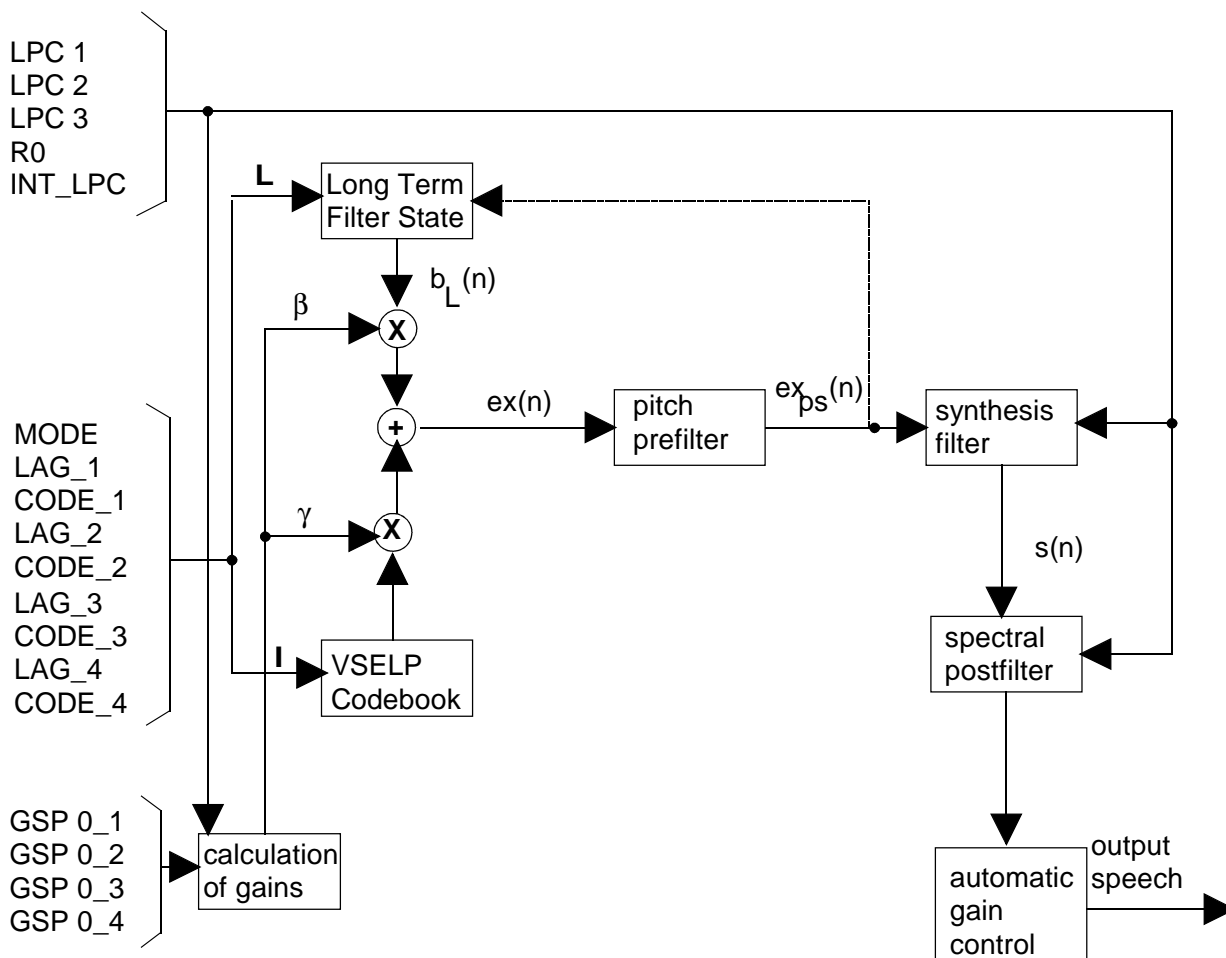 LPC 1
LPC 2
LPC 3
R0
INT_LPC
L
Long Term
Filter State
b_L(n)
β
X
ex(n)
pitch
prefilter
ex_ps(n)
synthesis
filter
+
MODE
LAG_1
CODE_1
LAG_2
CODE_2
LAG_3
CODE_3
LAG_4
CODE_4
γ
X
s(n)
I
VSELP
Codebook
spectral
postfilter
GSP 0_1
GSP 0_2
GSP 0_3
GSP 0_4
calculation
of gains
automatic
gain
control
output
speech